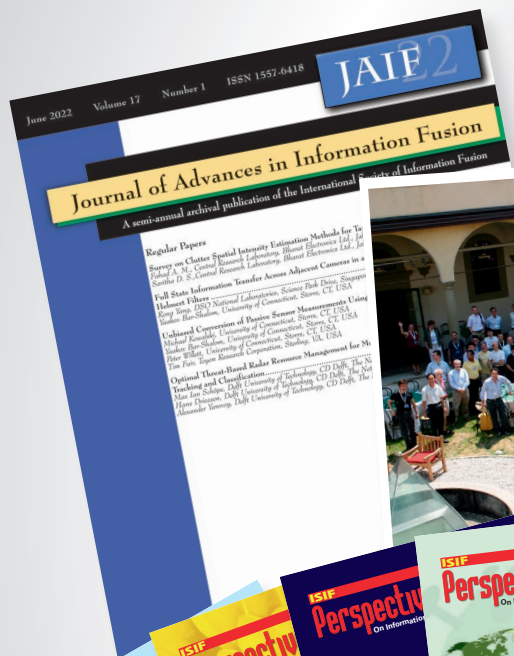 June 2022 Volume 17 Number 1 ISSN 1557-6418
JAIF 22
Journal of Advances in Information Fusion
A semi-annual archival publication of the International Society of Information Fusion
Regular Papers
Survey on Clutter Spatial Intensity Estimation Methods for Ta
Fahad A. M., Central Research Laboratory, Bharat Electronics Ltd.,
Saritha D. S., Central Research Laboratory, Bharat Electronics Ltd.,
Full State Information Transfer Across Adjacent Cameras in a
Helmert Filters
Rong Yang, DSO National Laboratories, Science Park Drive, Singapo
Yaakov Bar-Shalom, University of Connecticut, Storrs, CT, USA
Unbiased Conversion of Passive Sensor Measurements Using
Michael Kowalski, University of Connecticut, Storrs, CT, USA
Yaakov Bar-Shalom, University of Connecticut, Storrs, CT, USA
Peter Willett, University of Connecticut, Storrs, CT, USA
Tim Fair, Toyon Research Corporation, Sterling, VA, USA
Optimal Threat-Based Radar Resource Management for M
Tracking and Classification
Max Ian Schöpe, Delft University of Technology, CD Delft, The N
Hans Driessen, Delft University of Technology, CD Delft, The Net
Alexander Yarovoy, Delft University of Technology, CD Delft, The
ISIF
Perspe
On I
ISIF
Perspectiv
On Informatio
ISIF
pectiv